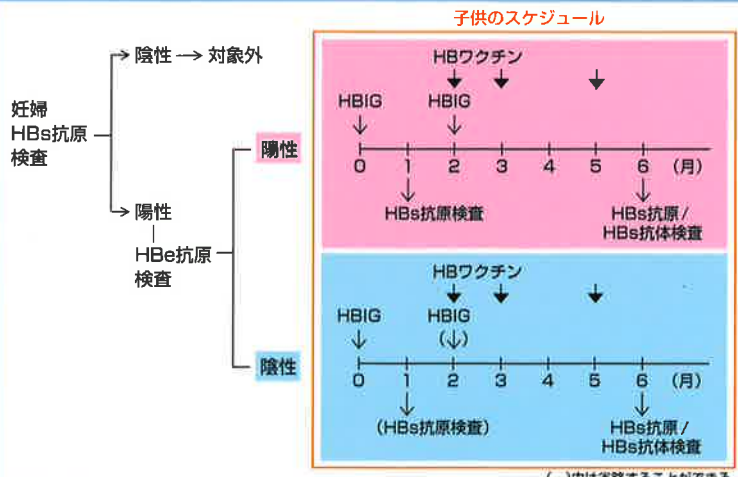 子供のスケジュール
妊婦
HBs抗原
検査
陰性
対象外
陽性
HBe抗原
検査
陽性
HBワクチン
HBIG
HBIG
0 1 2 3 4 5 6 (月)
HBs抗原検査
HBs抗原/
HBs抗体検査
陰性
HBワクチン
HBIG
HBIG
( )
0 1 2 3 4 5 6 (月)
(HBs抗原検査)
HBs抗原/
HBs抗体検査